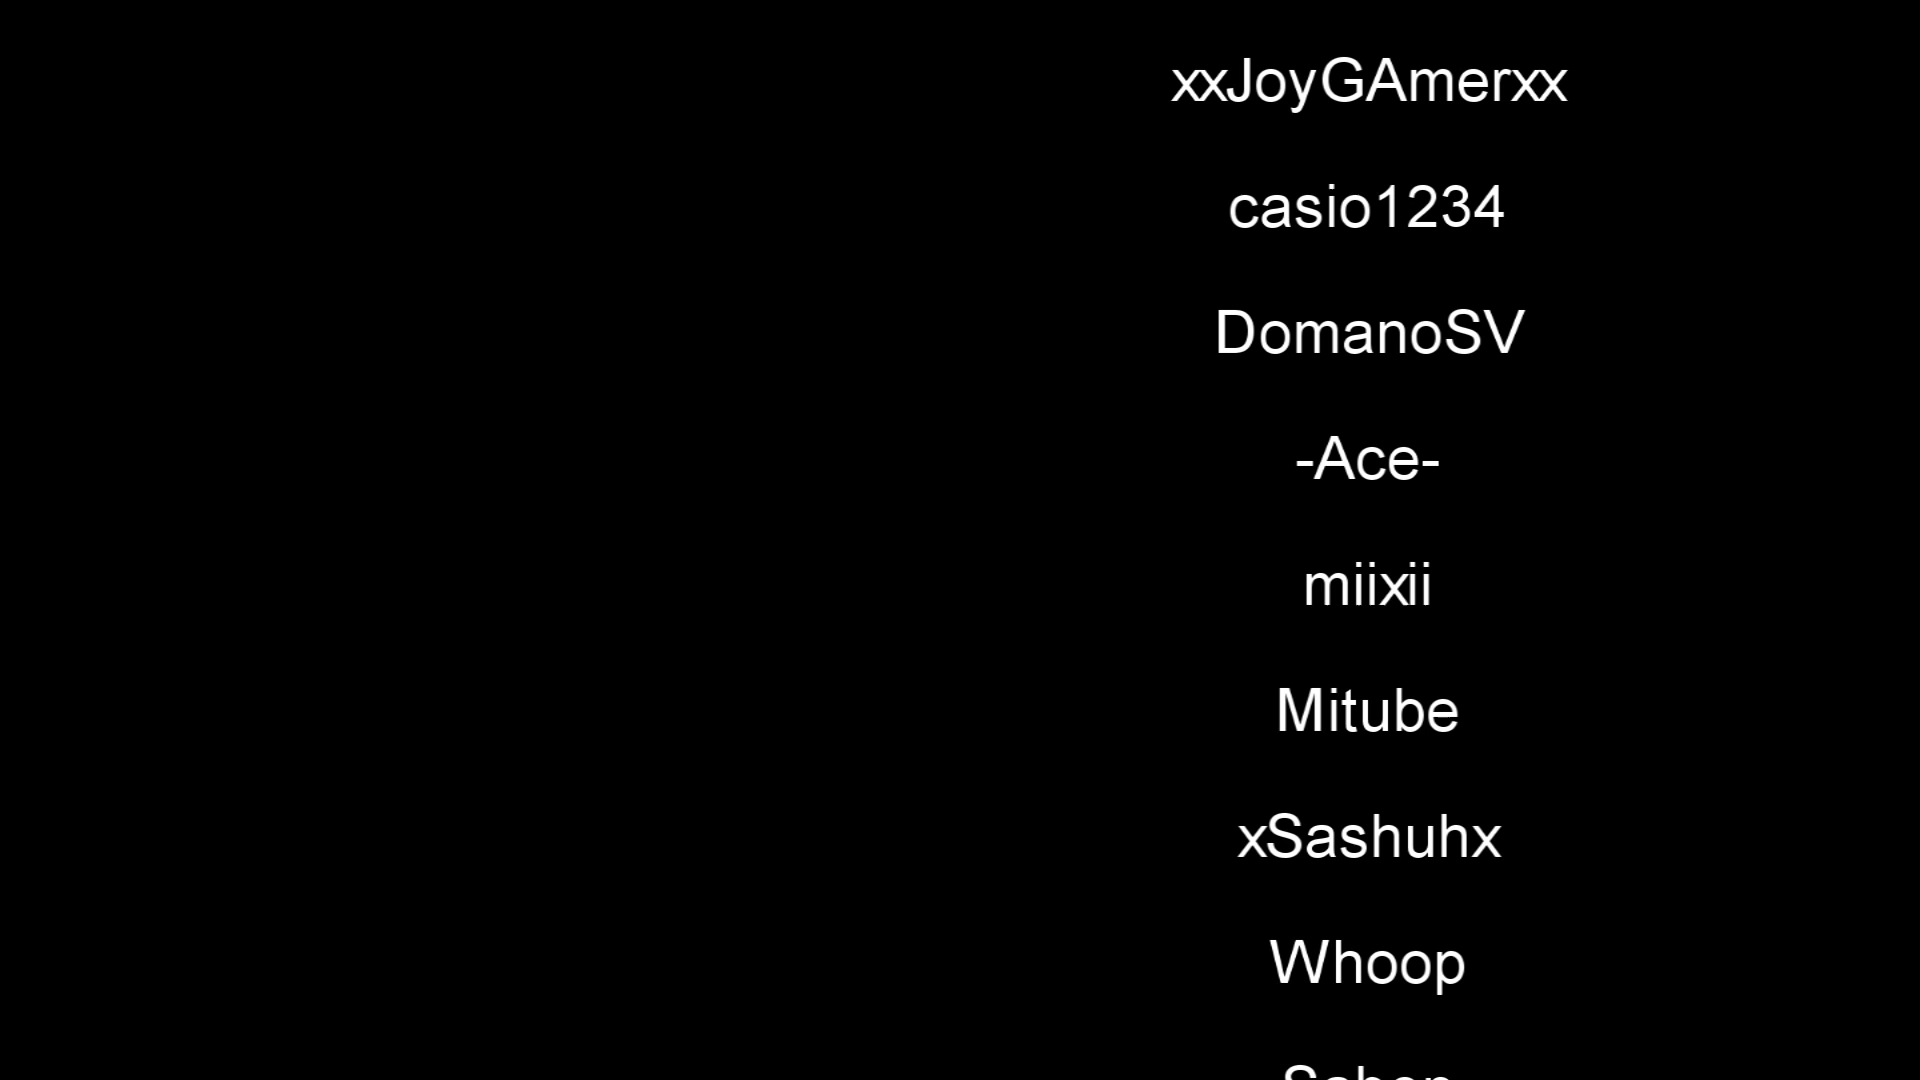 xxJoyGAmerxx
casio1234
DomanoSV
-Ace-
miixii
Mitube
xSashuhx
Whoop